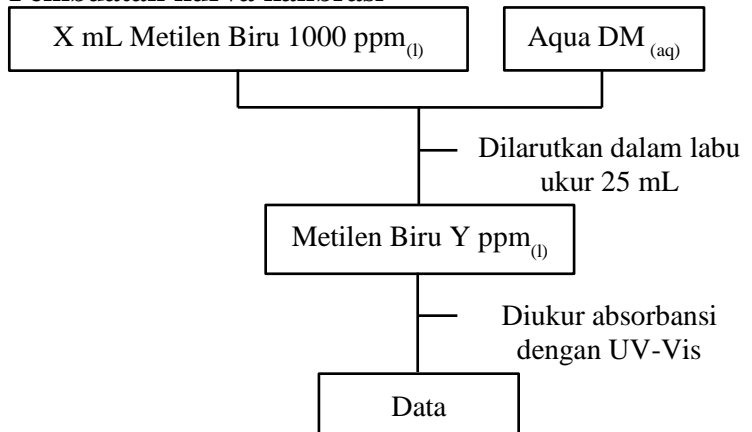 X mL Metilen Biru 1000 ppm(l)
Aqua DM (aq)
Dilarutkan dalam labu
ukur 25 mL
Metilen Biru Y ppm(l)
Diukur absorbansi
dengan UV-Vis
Data